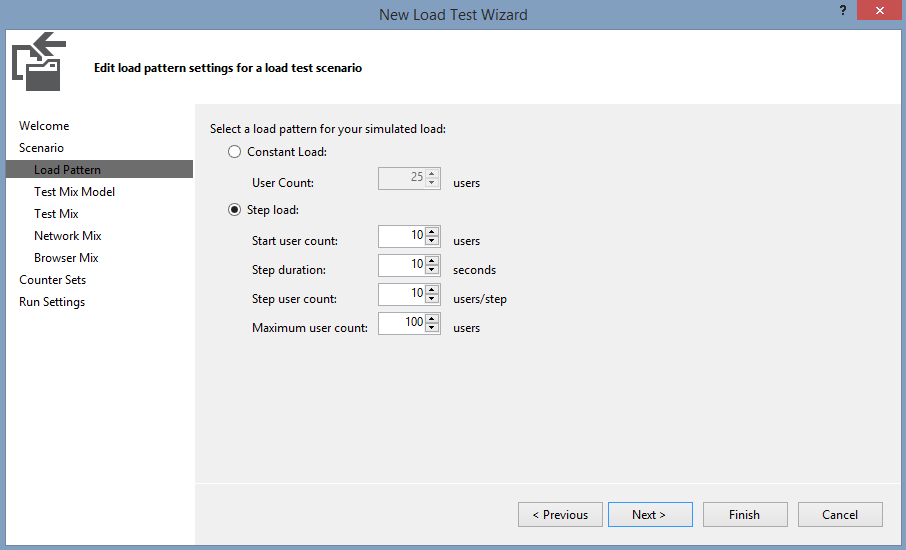 New Load Test Wizard
?
Edit load pattern settings for a load test scenario
Welcome
Scenario
Load Pattern
Test Mix Model
Test Mix
Network Mix
Browser Mix
Counter Sets
Run Settings
Select a load pattern for your simulated load:
Constant Load:
User Count: 25 users
Step load:
Start user count: 10 users
Step duration: 10 seconds
Step user count: 10 users/step
Maximum user count: 100 users
< Previous Next > Finish Cancel